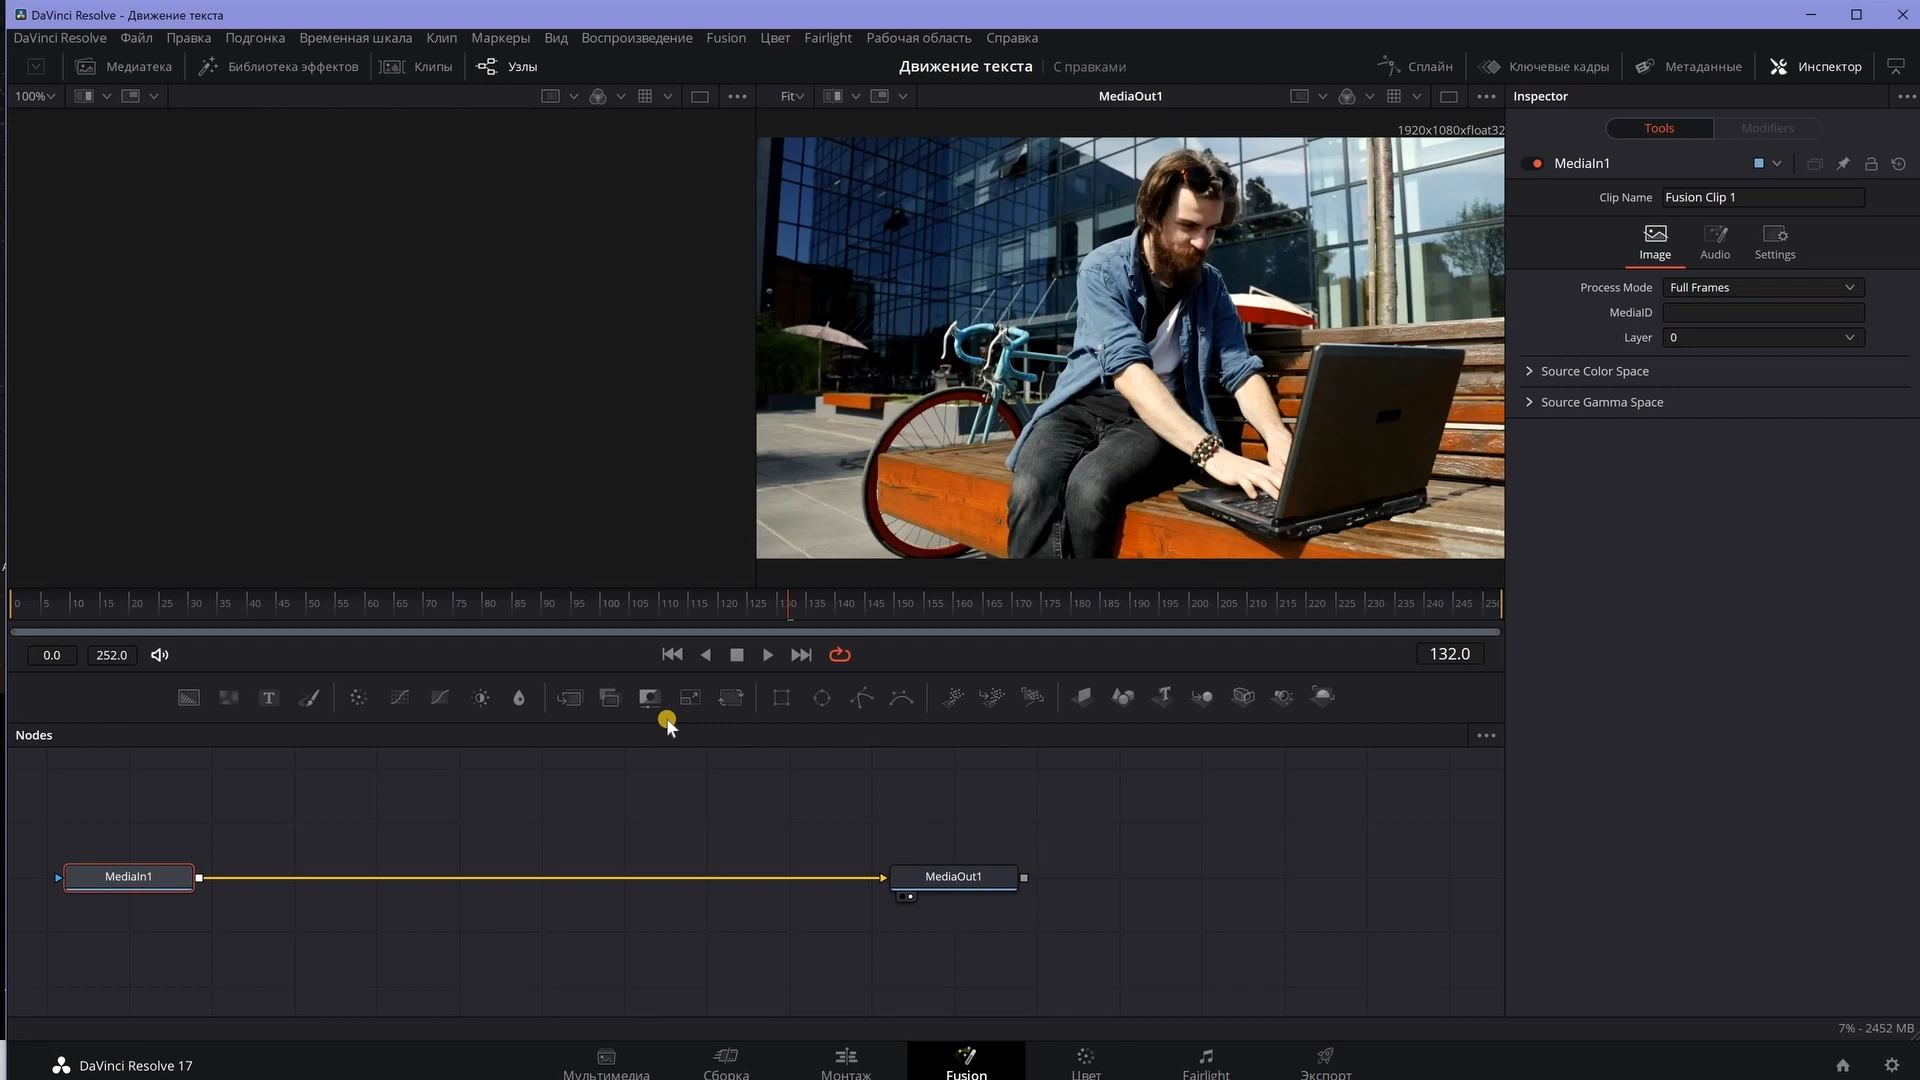 DaVinci Resolve - Движение текста
DaVinci Resolve Файл Правка Подгонка Временная шкала Клип Маркеры Вид Воспроизведение Fusion Цвет Fairlight Рабочая область Справка
Медиатека Библиотека эффектов Клипы Узлы Движение текста С правками Сплайн Ключевые кадры Метаданные Инспектор
100% Fit MediaOut1 Inspector
1920x1080xfloat32
Tools Modifiers
MediaIn1
Clip Name Fusion Clip 1
Image Audio Settings
Process Mode Full Frames
MediaID
Layer 0
Source Color Space
Source Gamma Space
0 5 10 15 20 25 30 35 40 45 50 55 60 65 70 75 80 85 90 95 100 105 110 115 120 125 130 135 140 145 150 155 160 165 170 175 180 185 190 195 200 205 210 215 220 225 230 235 240 245 250
0.0 252.0 132.0
T
Nodes
MediaIn1 MediaOut1
7% - 2452 MB
DaVinci Resolve 17 Мультимедиа Сборка Монтаж Fusion Цвет Fairlight Экспорт